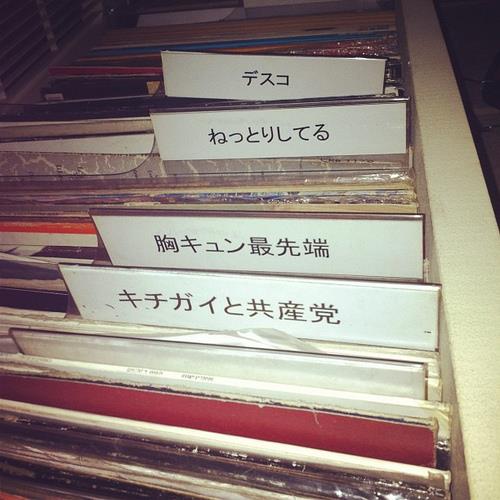 デスコ
ねっとりしてる
胸キュン最先端
キチガイと共産党